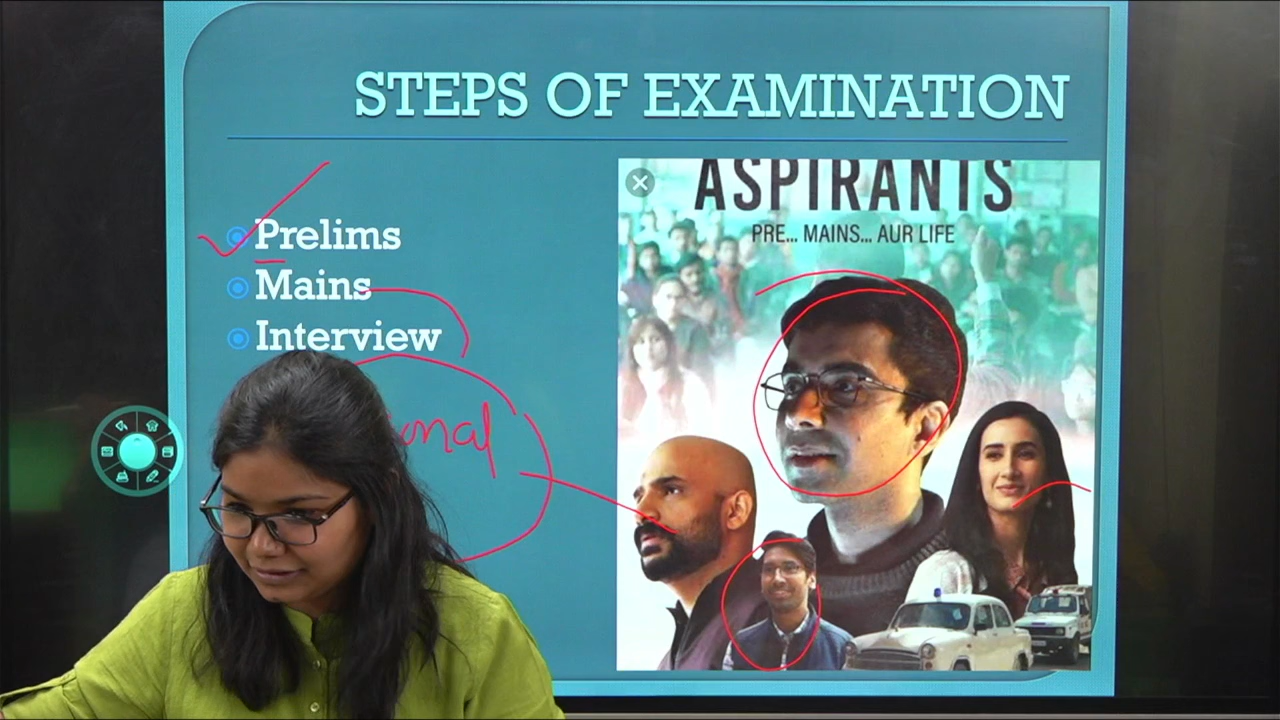 STEPS OF EXAMINATION
Prelims
Mains
Interview
ASPIRANTS
PRE... MAINS... AUR LIFE